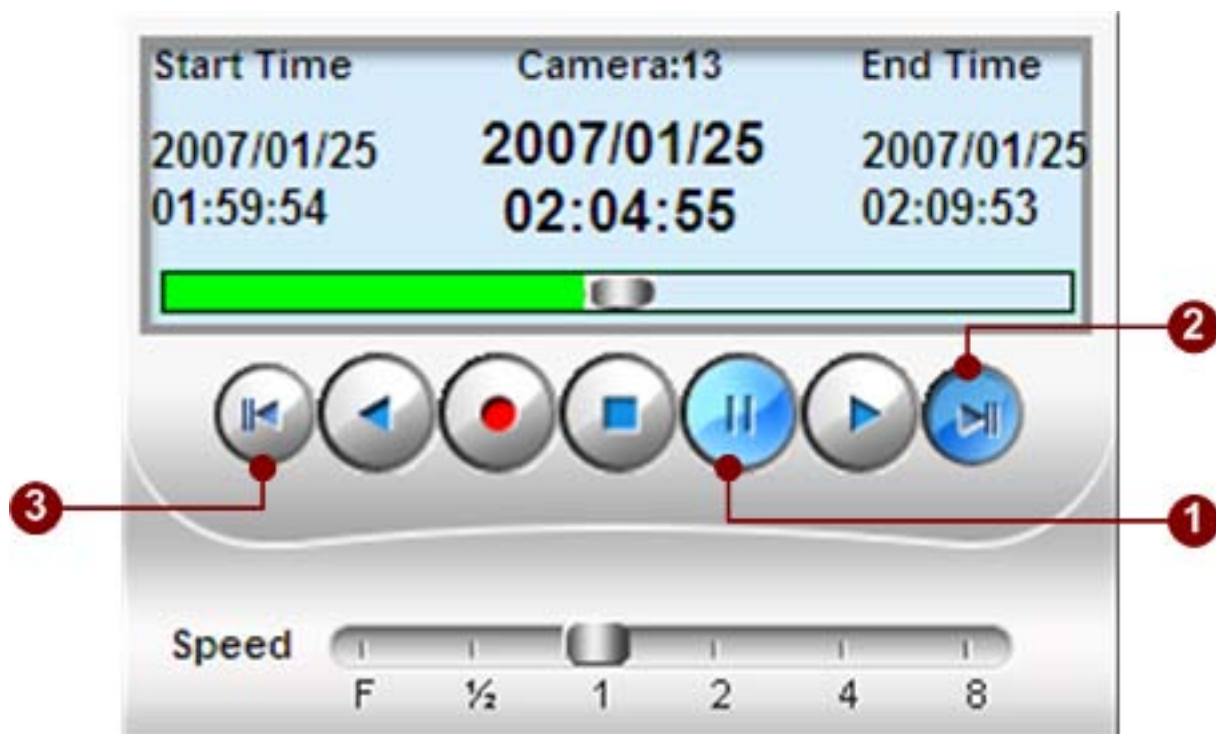 Start Time Camera:13 End Time
2007/01/25 2007/01/25 2007/01/25
01:59:54 02:04:55 02:09:53
2
3
1
Speed
F ½ 1 2 4 8